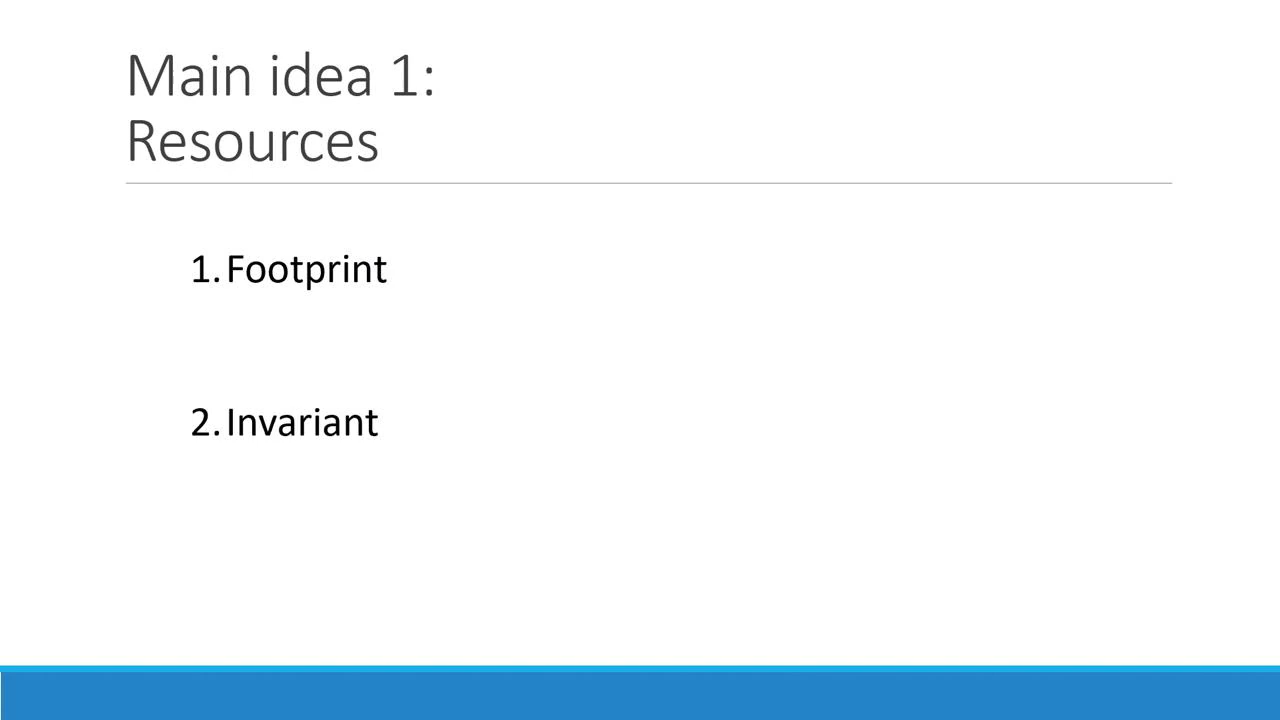 Main idea 1:
Resources
1. Footprint
2. Invariant